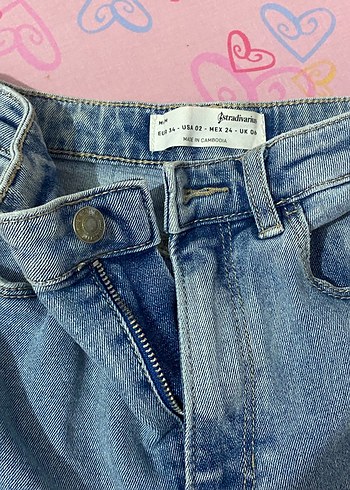 stradivarius
EUR 34 - USA 02 - MEX 24 - UK 06
MADE IN CAMBODIA